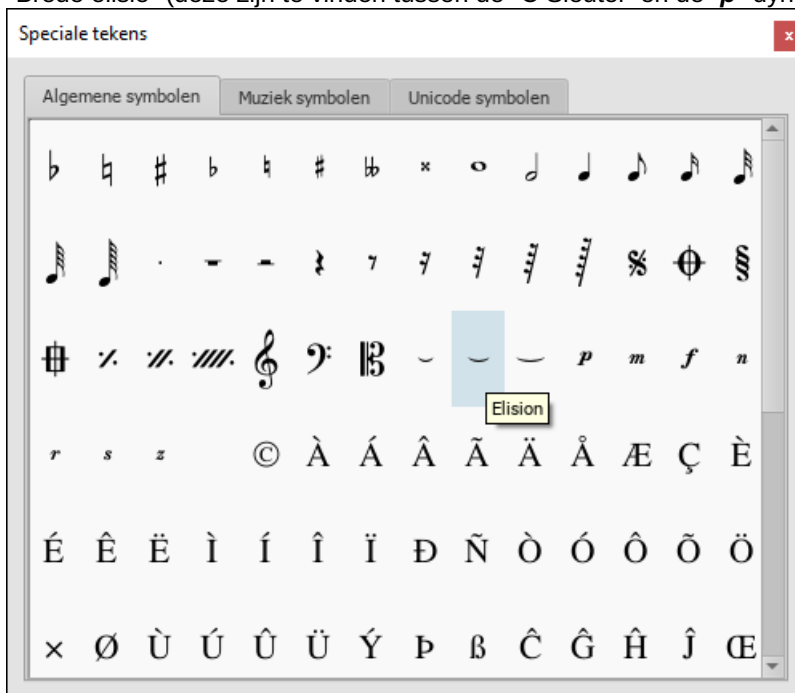 "Brede elisie" (deze zijn te vinden tussen de "C Sleutel" en de "p" dyn
Speciale tekens
x
Algemene symbolen Muziek symbolen Unicode symbolen
p m f n
Elision
r s z © À Á Â Ã Ä Å Æ Ç È
É Ê Ë Ì Í Î Ï Ð Ñ Ò Ó Ô Õ Ö
× Ø Ù Ú Û Ü Ý Þ ß Ĉ Ĝ Ĥ Ĵ Œ